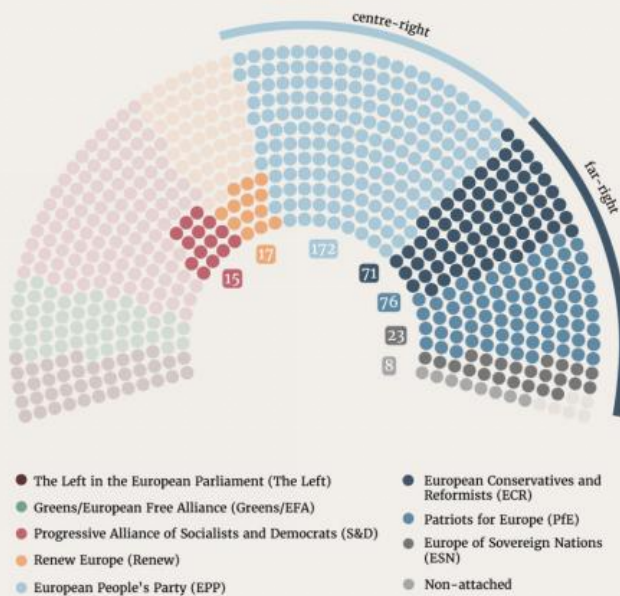 centre-right
far-right
17
172
15
71
76
23
8
The Left in the European Parliament (The Left)
Greens/European Free Alliance (Greens/EFA)
Progressive Alliance of Socialists and Democrats (S&D)
Renew Europe (Renew)
European People's Party (EPP)
European Conservatives and
Reformists (ECR)
Patriots for Europe (PfE)
Europe of Sovereign Nations
(ESN)
Non-attached